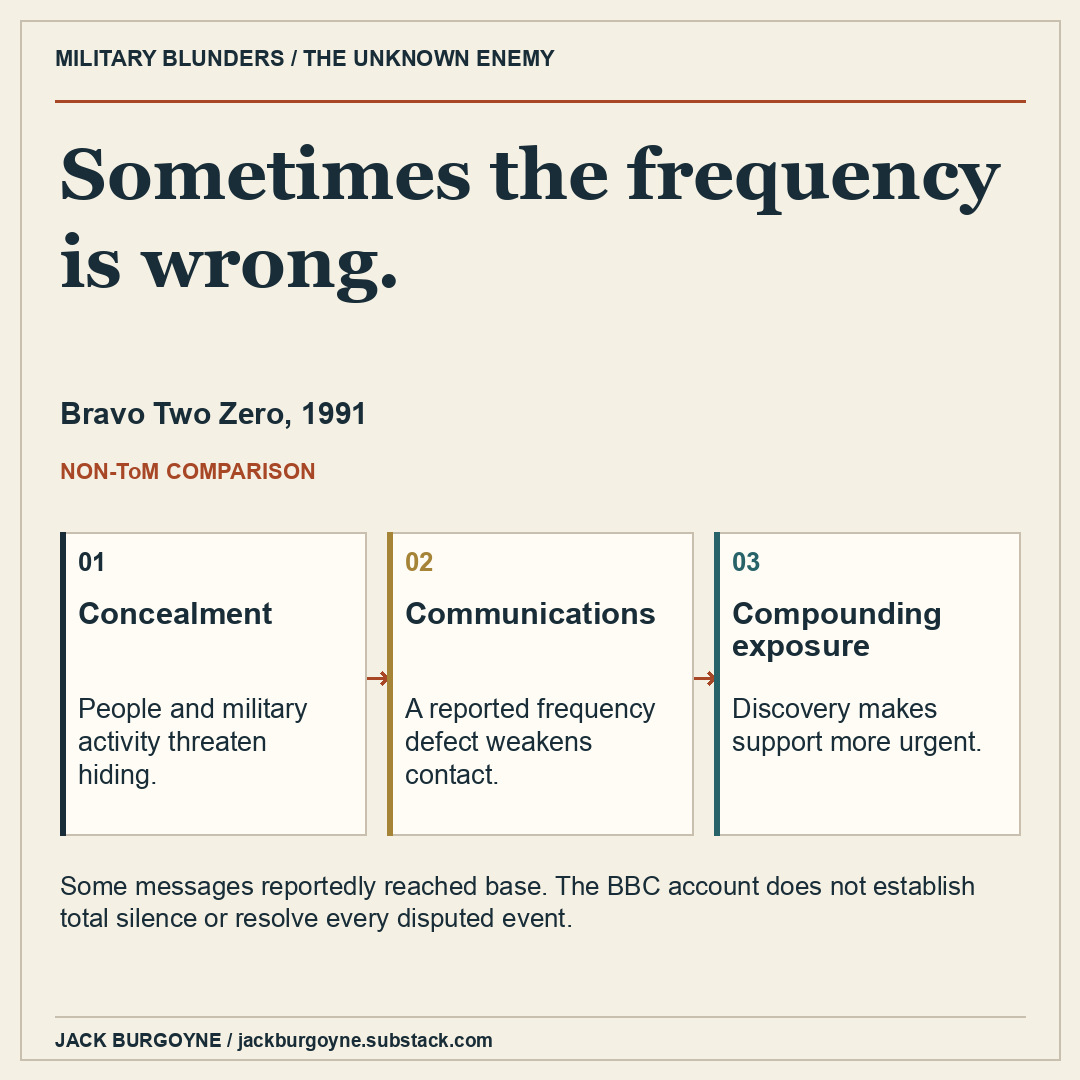 MILITARY BLUNDERS / THE UNKNOWN ENEMY
Sometimes the frequency
is wrong.
Bravo Two Zero, 1991
NON-ToM COMPARISON
01
Concealment
People and military
activity threaten
hiding.
02
Communications
A reported frequency
defect weakens
contact.
03
Compounding
exposure
Discovery makes
support more urgent.
Some messages reportedly reached base. The BBC account does not establish
total silence or resolve every disputed event.
JACK BURGOYNE / jackburgoyne.substack.com